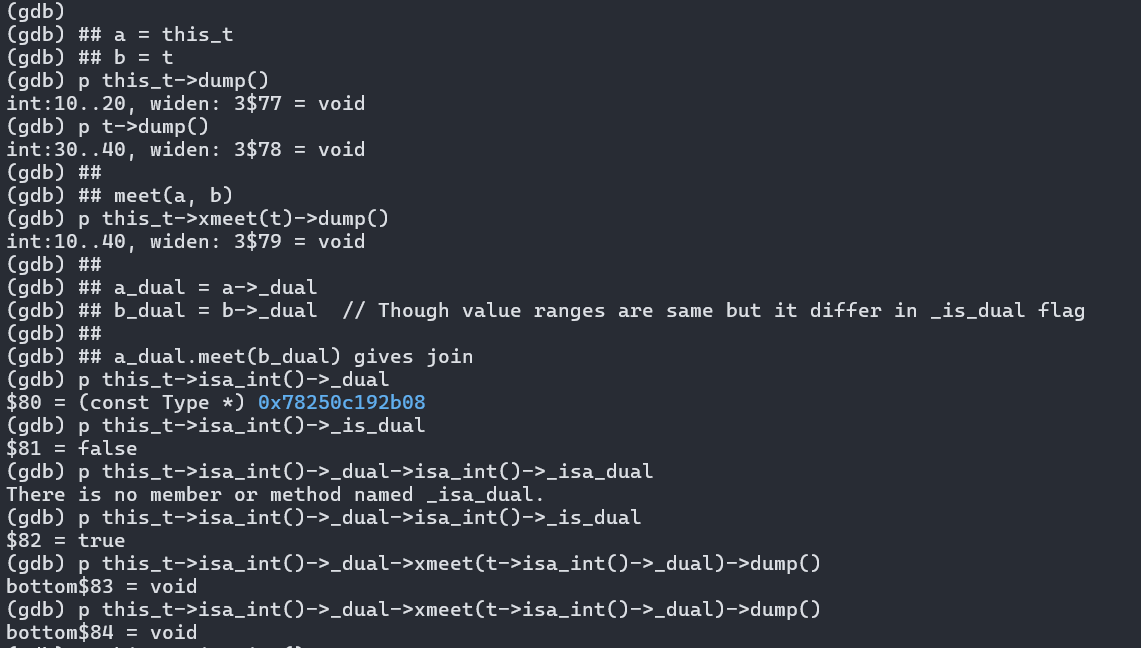 (gdb)
(gdb) ## a = this_t
(gdb) ## b = t
(gdb) p this_t->dump()
int:10..20, widen: 3$77 = void
(gdb) p t->dump()
int:30..40, widen: 3$78 = void
(gdb) ##
(gdb) ## meet(a, b)
(gdb) p this_t->xmeet(t)->dump()
int:10..40, widen: 3$79 = void
(gdb) ##
(gdb) ## a_dual = a->_dual
(gdb) ## b_dual = b->_dual  // Though value ranges are same but it differ in _is_dual flag
(gdb) ##
(gdb) ## a_dual.meet(b_dual) gives join
(gdb) p this_t->isa_int()->_dual
$80 = (const Type *) 0x78250c192b08
(gdb) p this_t->isa_int()->_is_dual
$81 = false
(gdb) p this_t->isa_int()->_dual->isa_int()->_isa_dual
There is no member or method named _isa_dual.
(gdb) p this_t->isa_int()->_dual->isa_int()->_is_dual
$82 = true
(gdb) p this_t->isa_int()->_dual->xmeet(t->isa_int()->_dual)->dump()
bottom$83 = void
(gdb) p this_t->isa_int()->_dual->xmeet(t->isa_int()->_dual)->dump()
bottom$84 = void